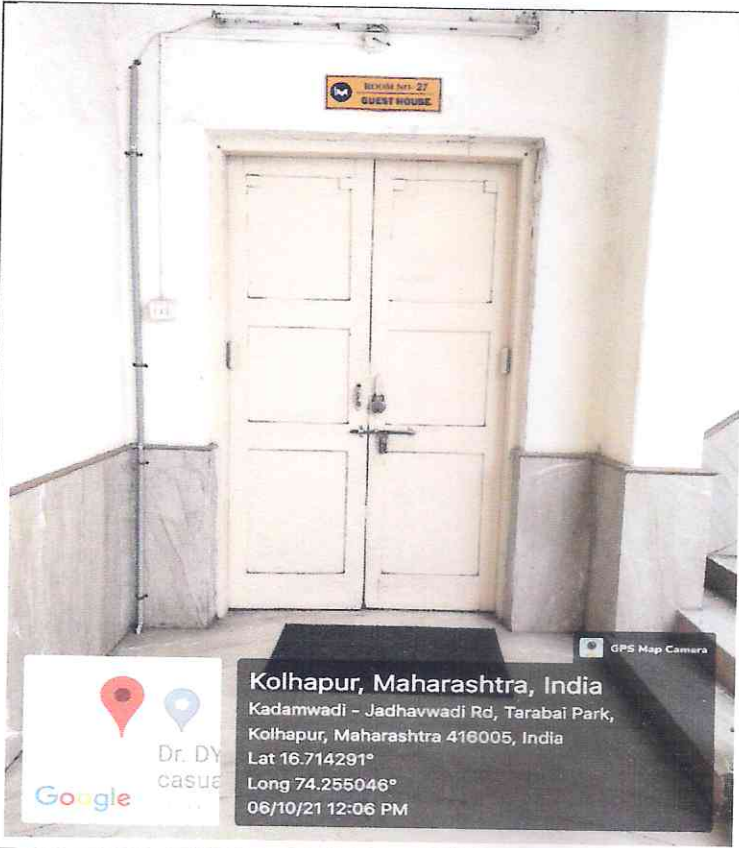 ROOM NO- 27
GUEST HOUSE
GPS Map Camera
Kolhapur, Maharashtra, India
Kadamwadi - Jadhavwadi Rd, Tarabai Park,
Kolhapur, Maharashtra 416005, India
Lat 16.714291°
Long 74.255046°
06/10/21 12:06 PM
Dr. DY
casua
Google